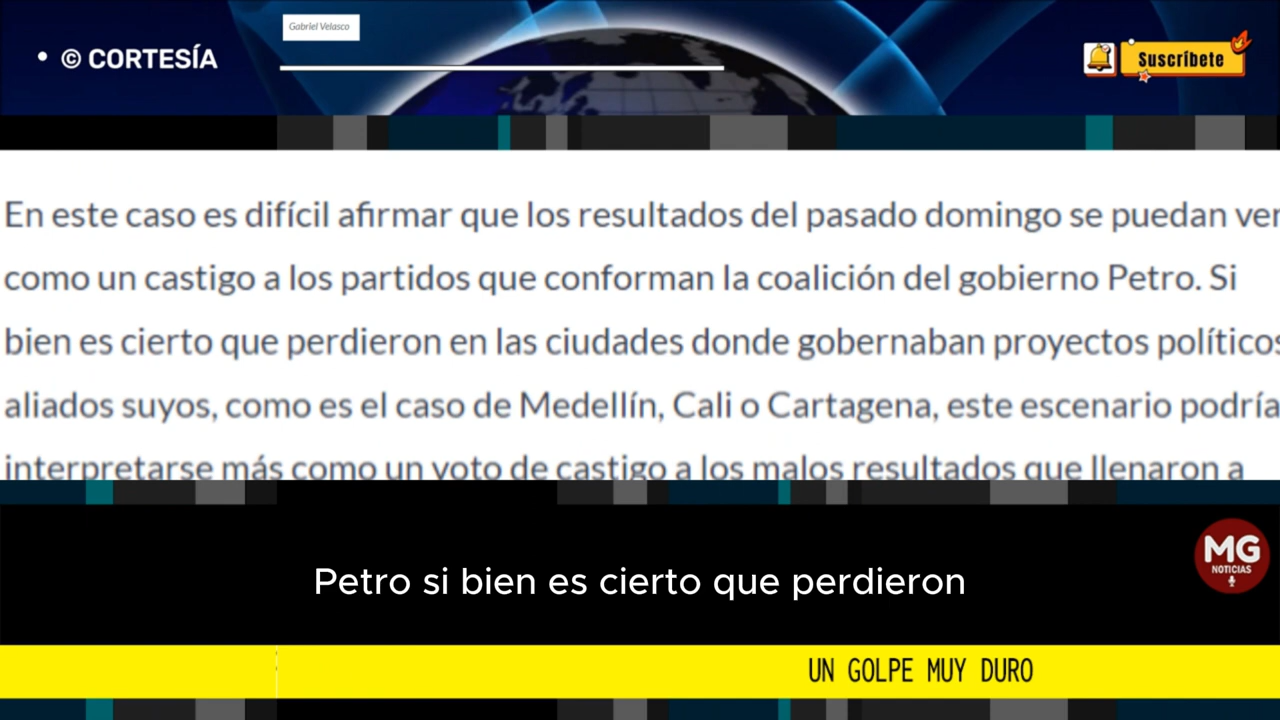 Gabriel Velasco
• © CORTESÍA
Suscríbete
En este caso es difícil afirmar que los resultados del pasado domingo se puedan ver
como un castigo a los partidos que conforman la coalición del gobierno Petro. Si
bien es cierto que perdieron en las ciudades donde gobernaban proyectos políticos
aliados suyos, como es el caso de Medellín, Cali o Cartagena, este escenario podría
interpretarse más como un voto de castigo a los malos resultados que llenaron a
Petro si bien es cierto que perdieron
MG
NOTICIAS
UN GOLPE MUY DURO